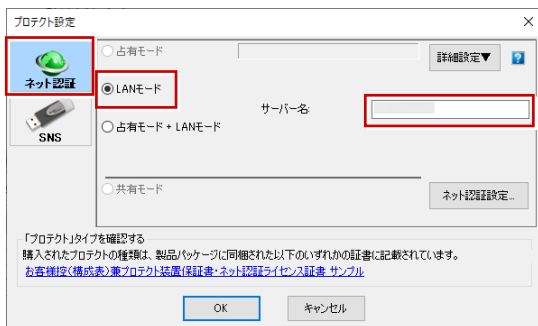 プロテクト設定
ネット認証
SNS
占有モード
詳細設定▼
?
LANモード
サーバー名:
占有モード + LANモード
共有モード
ネット認証設定...
「プロテクト」タイプを確認する
購入されたプロテクトの種類は、製品パッケージに同梱された以下のいずれかの証書に記載されています。
お客様控(構成表)兼プロテクト装置保証書・ネット認証ライセンス証書 サンプル
OK
キャンセル